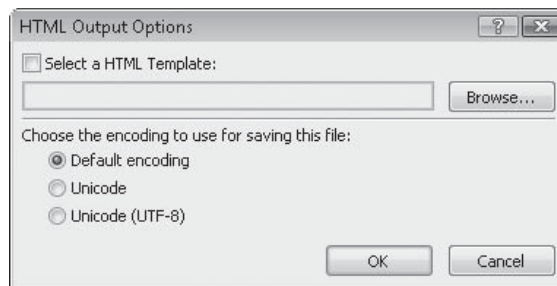 HTML Output Options
Select a HTML Template:
Browse...
Choose the encoding to use for saving this file:
Default encoding
Unicode
Unicode (UTF-8)
OK Cancel